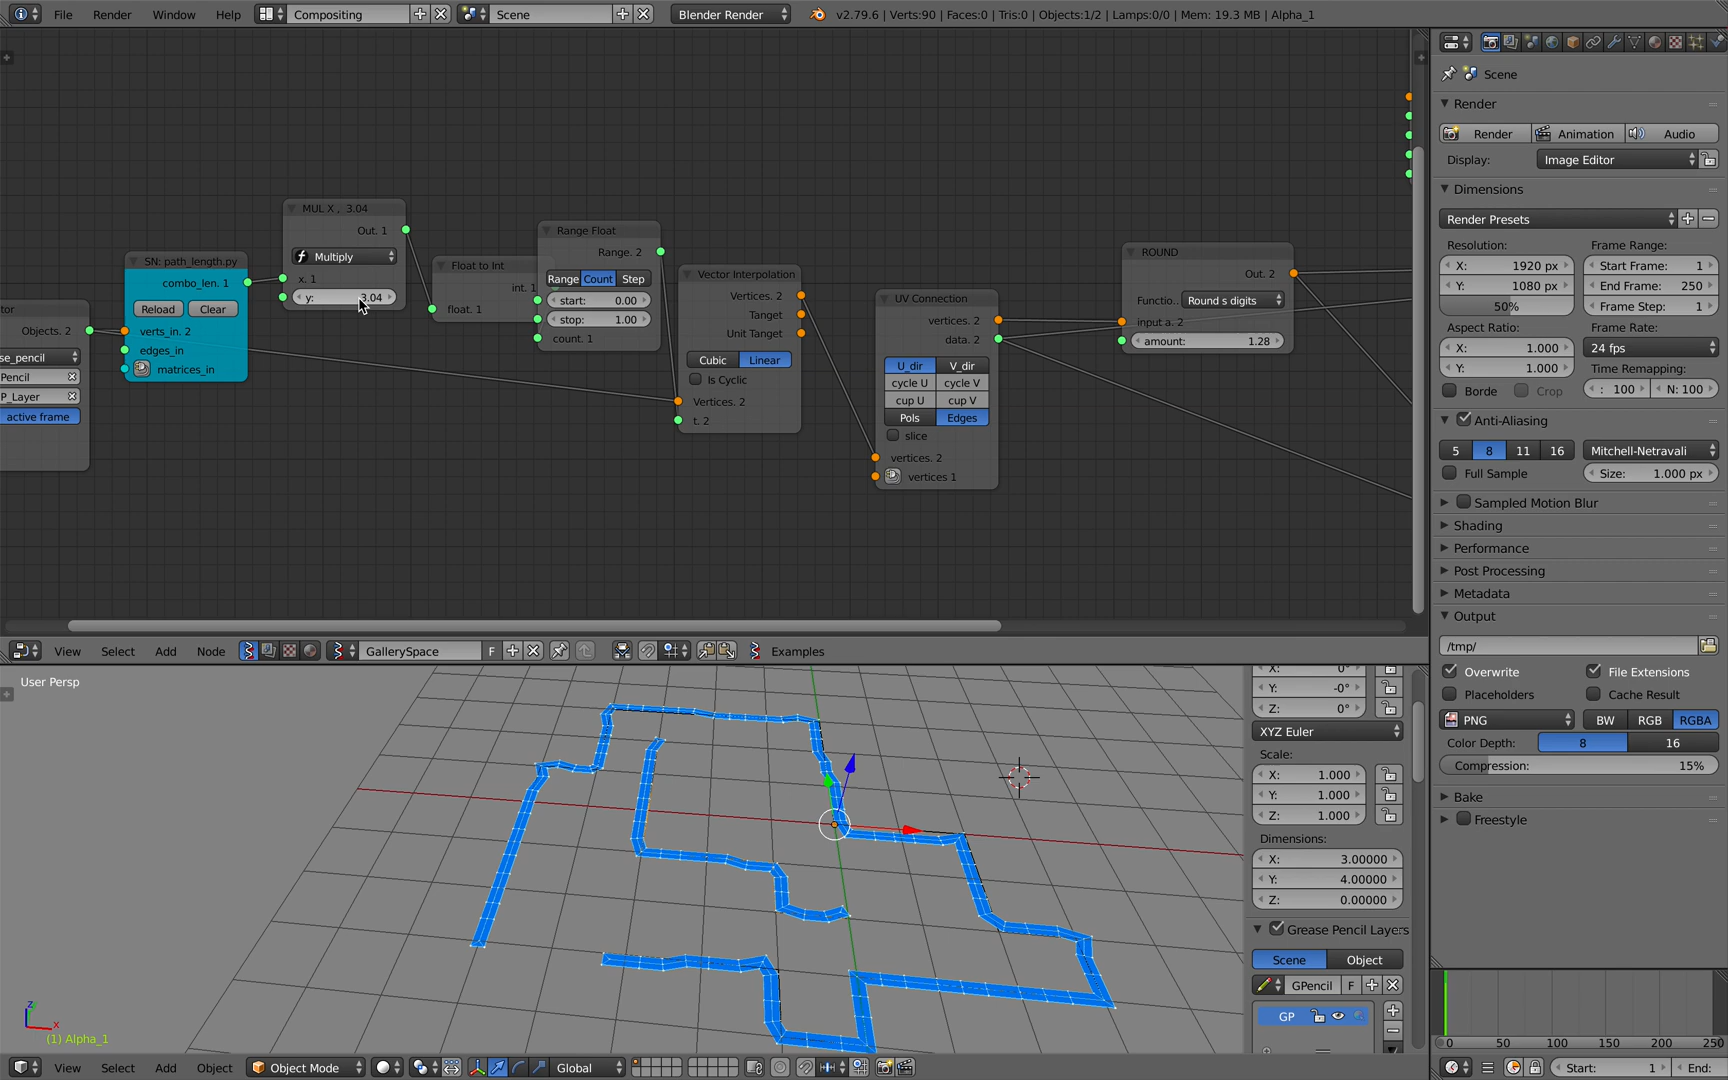 File Render Window Help Compositing Scene Blender Render v2.79.6 | Verts:90 | Faces:0 | Tris:0 | Objects:1/2 | Lamps:0/0 | Mem: 19.3 MB | Alpha_1
tor
Objects. 2
se_pencil
Pencil
P_Layer
active frame
SN: path_length.py
combo_len. 1
Reload Clear
verts_in. 2
edges_in
matrices_in
MUL X , 3.04
Out. 1
Multiply
x. 1
y: 3.04
Float to Int
int. 1
float. 1
Range Float
Range. 2
Range Count Step
start: 0.00
stop: 1.00
count. 1
Vector Interpolation
Vertices. 2
Target
Unit Target
Cubic Linear
Is Cyclic
Vertices. 2
t. 2
UV Connection
vertices. 2
data. 2
U_dir V_dir
cycle U cycle V
cup U cup V
Pols Edges
slice
vertices. 2
vertices 1
ROUND
Out. 2
Functio.. Round s digits
input a. 2
amount: 1.28
View Select Add Node GallerySpace F Examples
User Persp
(1) Alpha_1
z
x
X: 0°
Y: -0°
Z: 0°
XYZ Euler
Scale:
X: 1.000
Y: 1.000
Z: 1.000
Dimensions:
X: 3.00000
Y: 4.00000
Z: 0.00000
Grease Pencil Layers
Scene Object
GPencil F
GP
View Select Add Object Object Mode Global
Scene
Render
Render Animation Audio
Display: Image Editor
Dimensions
Render Presets
Resolution: Frame Range:
X: 1920 px Start Frame: 1
Y: 1080 px End Frame: 250
50% Frame Step: 1
Aspect Ratio: Frame Rate:
X: 1.000 24 fps
Y: 1.000 Time Remapping:
Borde Crop : 100 N: 100
Anti-Aliasing
5 8 11 16 Mitchell-Netravali
Full Sample Size: 1.000 px
Sampled Motion Blur
Shading
Performance
Post Processing
Metadata
Output
/tmp/
Overwrite File Extensions
Placeholders Cache Result
PNG BW RGB RGBA
Color Depth: 8 16
Compression: 15%
Bake
Freestyle
0 50 100 150 200 250
Start: 1 End: